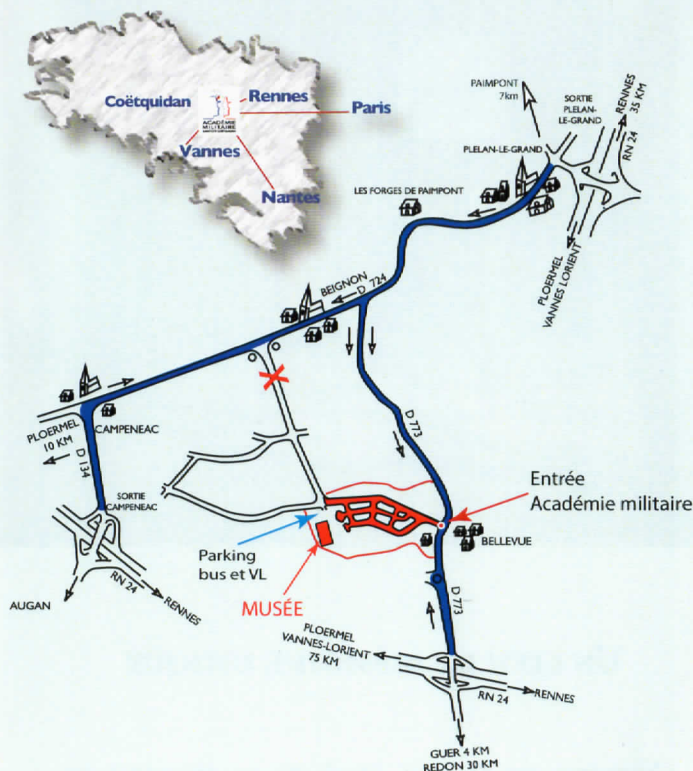 Coëtquidan
Rennes
Paris
ACADÉMIE
MILITAIRE
Vannes
Nantes
PAIMPONT
7km
SORTIE
PLELAN-
LE-GRAND
RENNES
35 KM
RN 24
PLELAN-LE-GRAND
LES FORGES DE PAIMPONT
PLOERMEL
VANNES LORIENT
BEIGNON
D 724
CAMPENEAC
PLOERMEL
10 KM
D 134
D 773
SORTIE
CAMPENEAC
Entrée
Académie militaire
BELLEVUE
Parking
bus et VL
MUSÉE
RN 24
RENNES
AUGAN
D 773
PLOERMEL
VANNES-LORIENT
75 KM
RN 24
RENNES
GUER 4 KM
REDON 30 KM